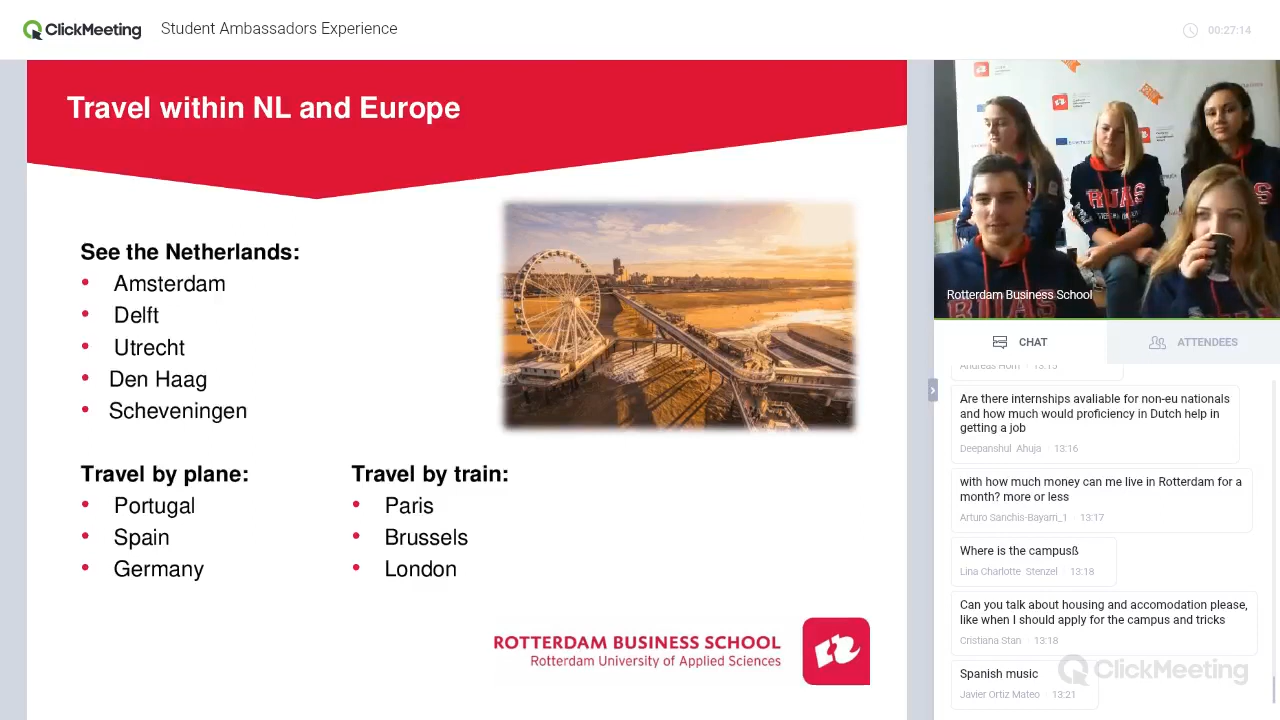 ClickMeeting
Student Ambassadors Experience
00:27:14
Travel within NL and Europe
See the Netherlands:
• Amsterdam
• Delft
• Utrecht
• Den Haag
• Scheveningen
Travel by plane:
• Portugal
• Spain
• Germany
Travel by train:
• Paris
• Brussels
• London
ROTTERDAM BUSINESS SCHOOL
Rotterdam University of Applied Sciences
RUAS
RUAS
Rotterdam Business School
CHAT
ATTENDEES
Andreas Horn · 13:15
Are there internships avaliable for non-eu nationals
and how much would proficiency in Dutch help in
getting a job
Deepanshul Ahuja · 13:16
with how much money can me live in Rotterdam for a
month? more or less
Arturo Sanchis-Bayarri_1 · 13:17
Where is the campusß
Lina Charlotte Stenzel · 13:18
Can you talk about housing and accomodation please,
like when I should apply for the campus and tricks
Cristiana Stan · 13:18
Spanish music
Javier Ortiz Mateo · 13:21
ClickMeeting